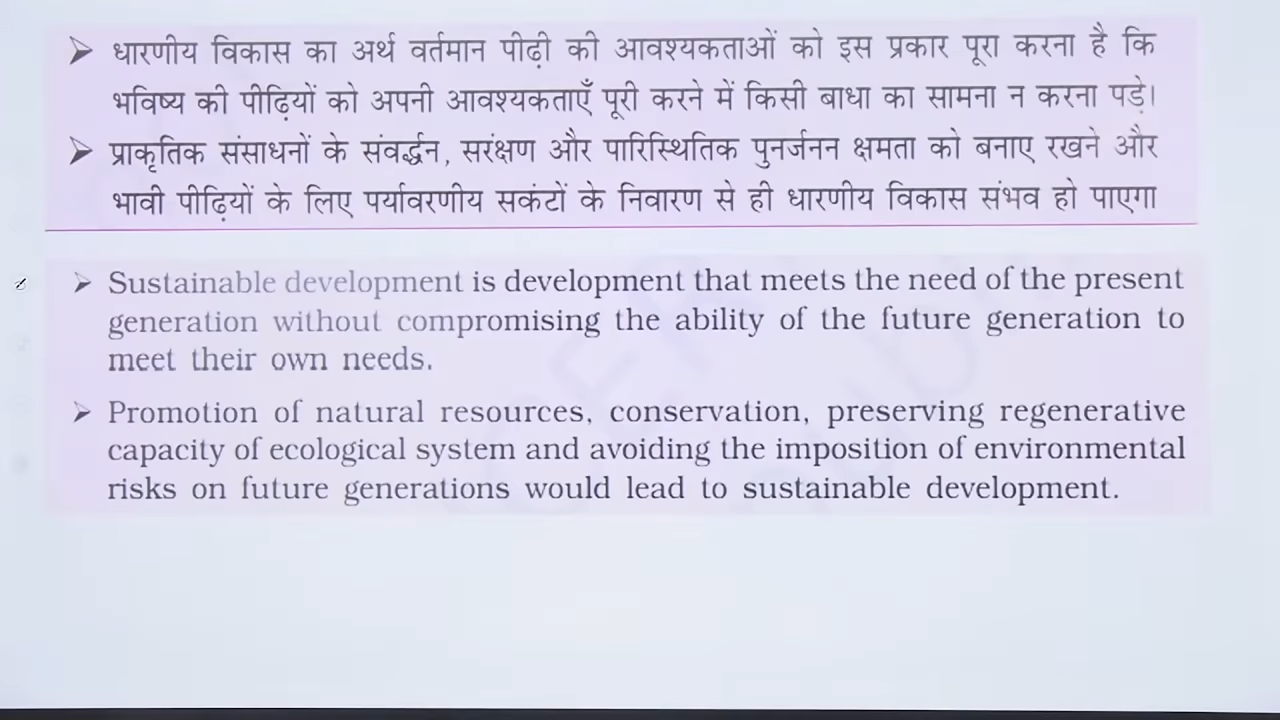 ➢ धारणीय विकास का अर्थ वर्तमान पीढ़ी की आवश्यकताओं को इस प्रकार पूरा करना है कि
भविष्य की पीढ़ियों को अपनी आवश्यकताएँ पूरी करने में किसी बाधा का सामना न करना पड़े।
➢ प्राकृतिक संसाधनों के संवर्द्धन, सरंक्षण और पारिस्थितिक पुनर्जनन क्षमता को बनाए रखने और
भावी पीढ़ियों के लिए पर्यावरणीय सकंटों के निवारण से ही धारणीय विकास संभव हो पाएगा
➢ Sustainable development is development that meets the need of the present
generation without compromising the ability of the future generation to
meet their own needs.
➢ Promotion of natural resources, conservation, preserving regenerative
capacity of ecological system and avoiding the imposition of environmental
risks on future generations would lead to sustainable development.